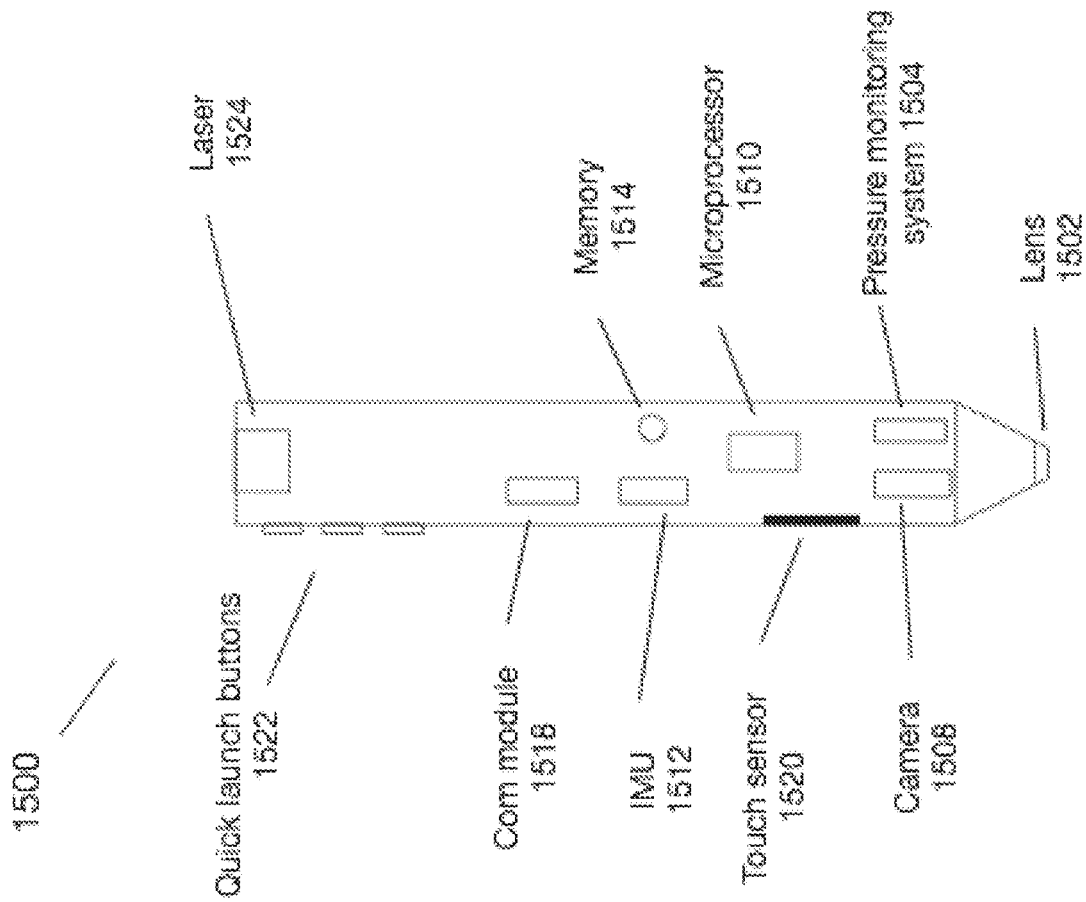 1500
Quick launch buttons
1522
Com module
1518
IMU
1512
Touch sensor
1520
Camera
1508
Laser
1524
Memory
1514
Microprocessor
1510
Pressure monitoring
system 1504
Lens
1502